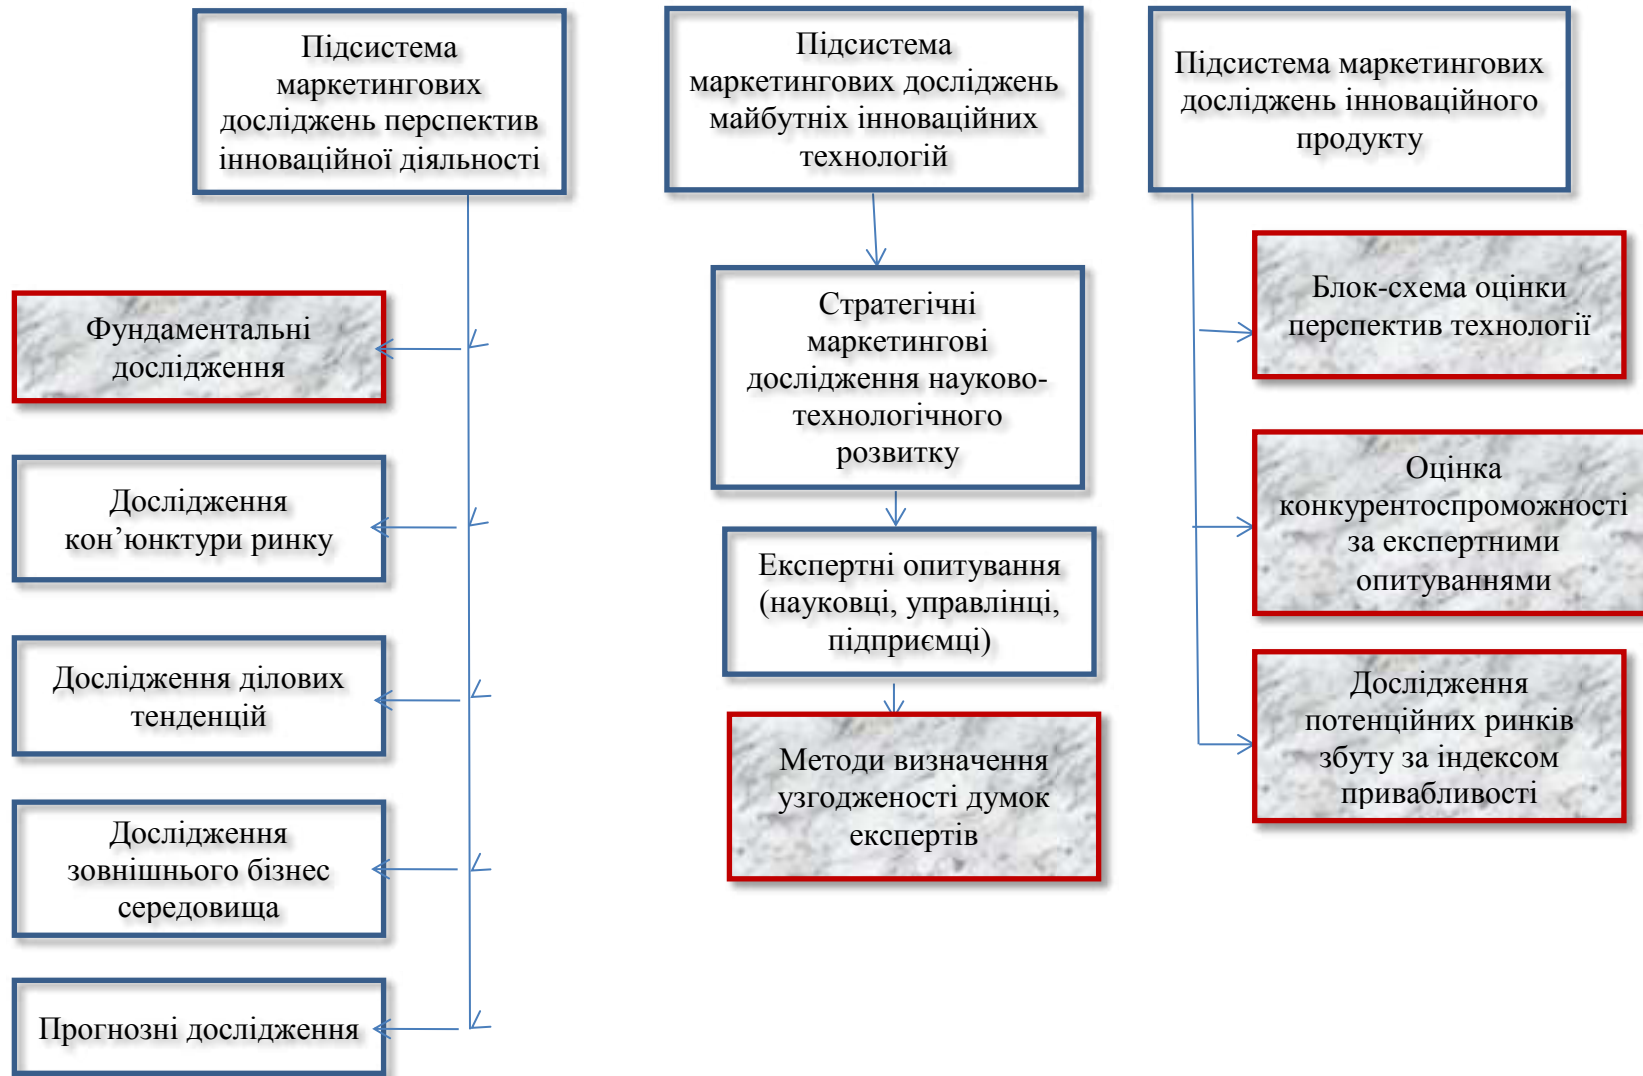 Підсистема
маркетингових
досліджень перспектив
інноваційної діяльності
Фундаментальні
дослідження
Дослідження
кон’юнктури ринку
Дослідження ділових
тенденцій
Дослідження
зовнішнього бізнес
середовища
Прогнозні дослідження
Підсистема
маркетингових досліджень
майбутніх інноваційних
технологій
Стратегічні
маркетингові
дослідження науково-
технологічного
розвитку
Експертні опитування
(науковці, управлінці,
підприємці)
Методи визначення
узгодженості думок
експертів
Підсистема маркетингових
досліджень інноваційного
продукту
Блок-схема оцінки
перспектив технології
Оцінка
конкурентоспроможності
за експертними
опитуваннями
Дослідження
потенційних ринків
збуту за індексом
привабливості